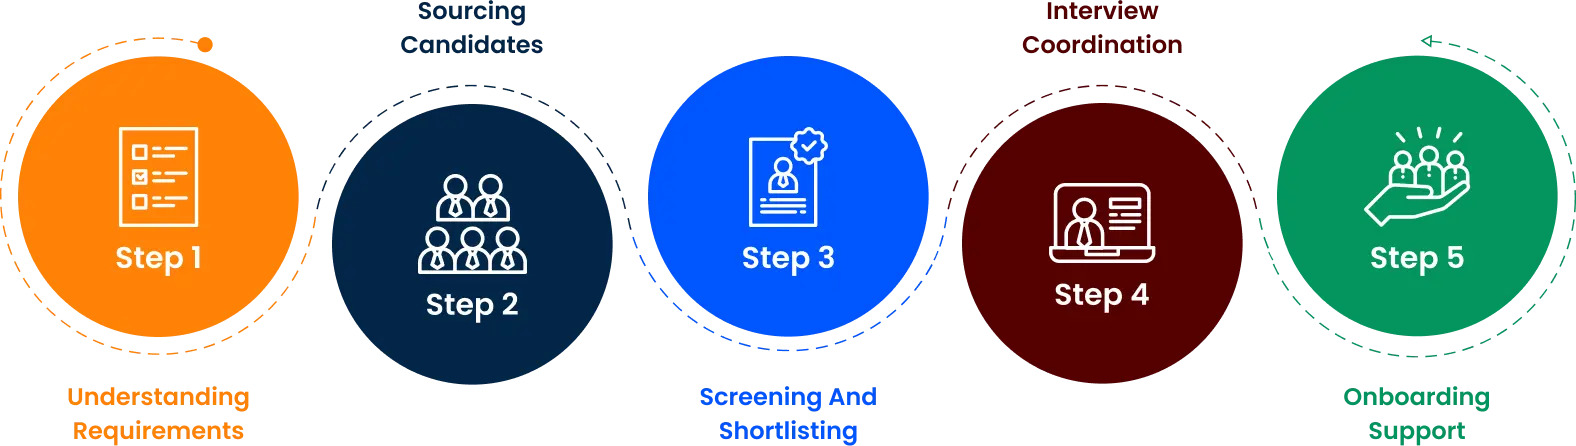 Step 1
Understanding
Requirements
Sourcing
Candidates
Step 2
Step 3
Screening And
Shortlisting
Interview
Coordination
Step 4
Step 5
Onboarding
Support